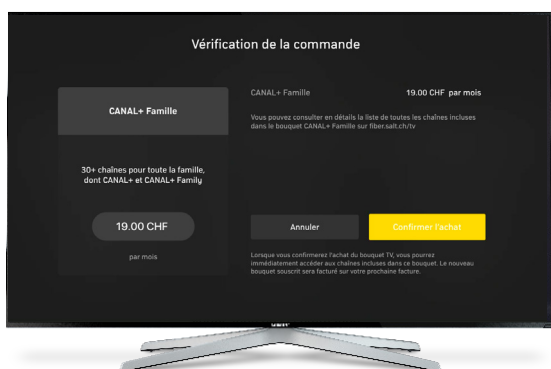 Vérification de la commande
CANAL+ Famille
30+ chaînes pour toute la famille,
dont CANAL+ et CANAL+ Family
19.00 CHF
par mois
CANAL+ Famille 19.00 CHF par mois
Vous pouvez consulter en détails la liste de toutes les chaînes incluses
dans le bouquet CANAL+ Famille sur fiber.salt.ch/tv
Annuler Confirmer l'achat
Lorsque vous confirmerez l'achat du bouquet TV, vous pourrez
immédiatement accéder aux chaînes incluses dans ce bouquet. Le nouveau
bouquet souscrit sera facturé sur votre prochaine facture.